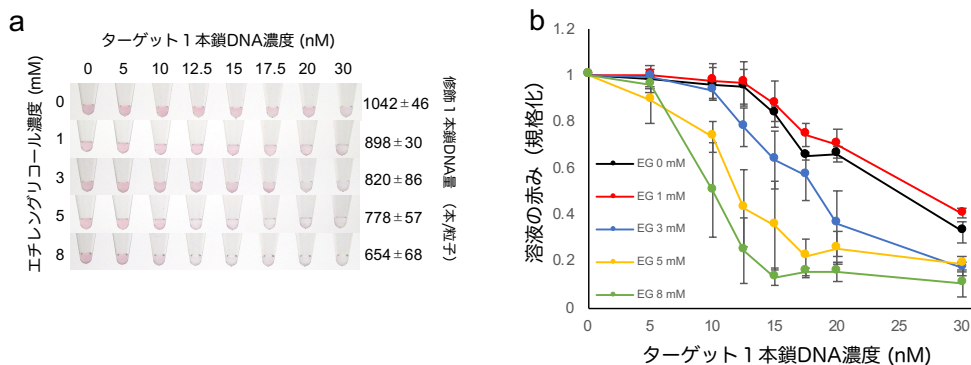 a
ターゲット1本鎖DNA濃度 (nM)
0 5 10 12.5 15 17.5 20 30
エチレングリコール濃度 (mM)
0 1042±46
1 898±30
3 820±86
5 778±57
8 654±68
修飾1本鎖DNA量 (本/粒子)
b
溶液の赤み (規格化)
1.2
1
0.8
0.6
0.4
0.2
0
EG 0 mM
EG 1 mM
EG 3 mM
EG 5 mM
EG 8 mM
0 5 10 15 20 25 30
ターゲット1本鎖DNA濃度 (nM)